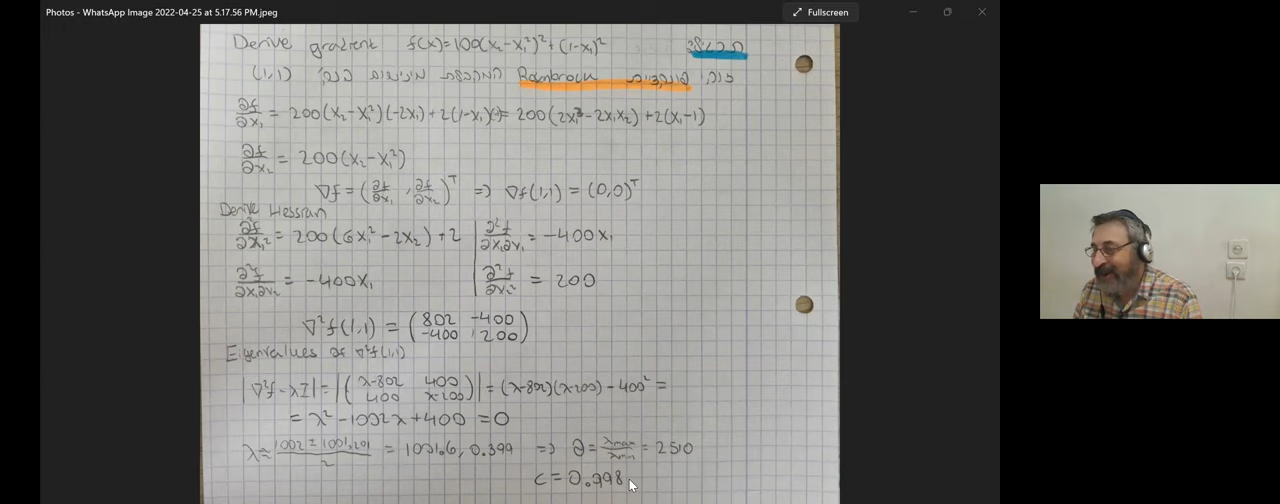 Photos - WhatsApp Image 2022-04-25 at 5.17.56 PM.jpeg
Fullscreen
Derive gradient f(x)=100(x₂-x₁²)²+(1-x₁)²
(1,1) Rosenbrock
∂f/∂x₁ = 200(x₂-x₁²)(-2x₁)+2(1-x₁)(-1)= 200(2x₁³-2x₁x₂)+2(x₁-1)
∂f/∂x₂ = 200(x₂-x₁²)
∇f=(∂f/∂x₁, ∂f/∂x₂)ᵀ => ∇f(1,1)=(0,0)ᵀ
Derive Hessian
∂²f/∂x₁² = 200(6x₁²-2x₂)+2 | ∂²f/∂x₂∂x₁ = -400x₁
∂²f/∂x₁∂x₂ = -400x₁ | ∂²f/∂x₂² = 200
∇²f(1,1) = (802 -400
-400 200)
Eigenvalues of ∇²f(1,1)
|∇²f-λI|=|(λ-802 400
400 λ-200)|=(λ-802)(λ-200)-400²=
= λ²-1002λ+400 =0
λ = 1002±1001.201/2 = 1001.6, 0.399 => Q = λmax/λmin = 2510
c=0.998